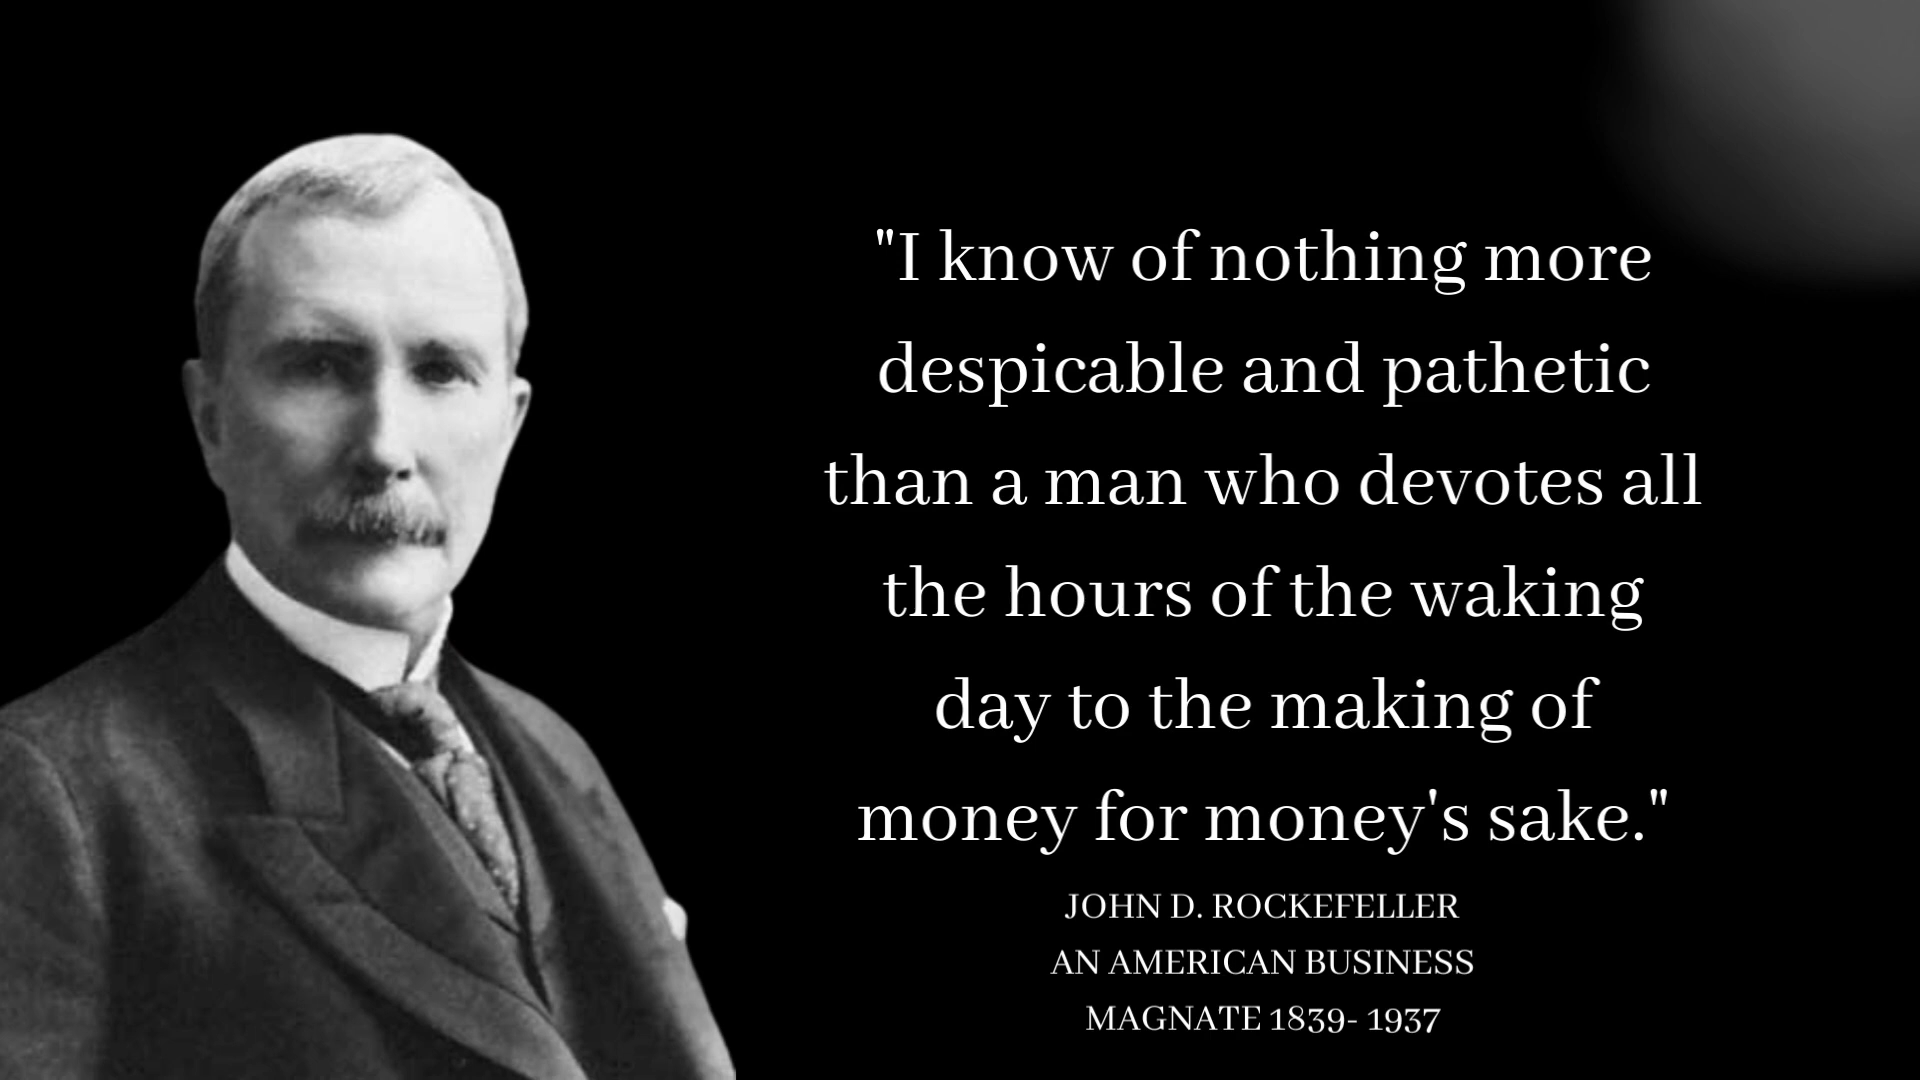 "I know of nothing more
despicable and pathetic
than a man who devotes all
the hours of the waking
day to the making of
money for money's sake."
JOHN D. ROCKEFELLER
AN AMERICAN BUSINESS
MAGNATE 1839- 1937